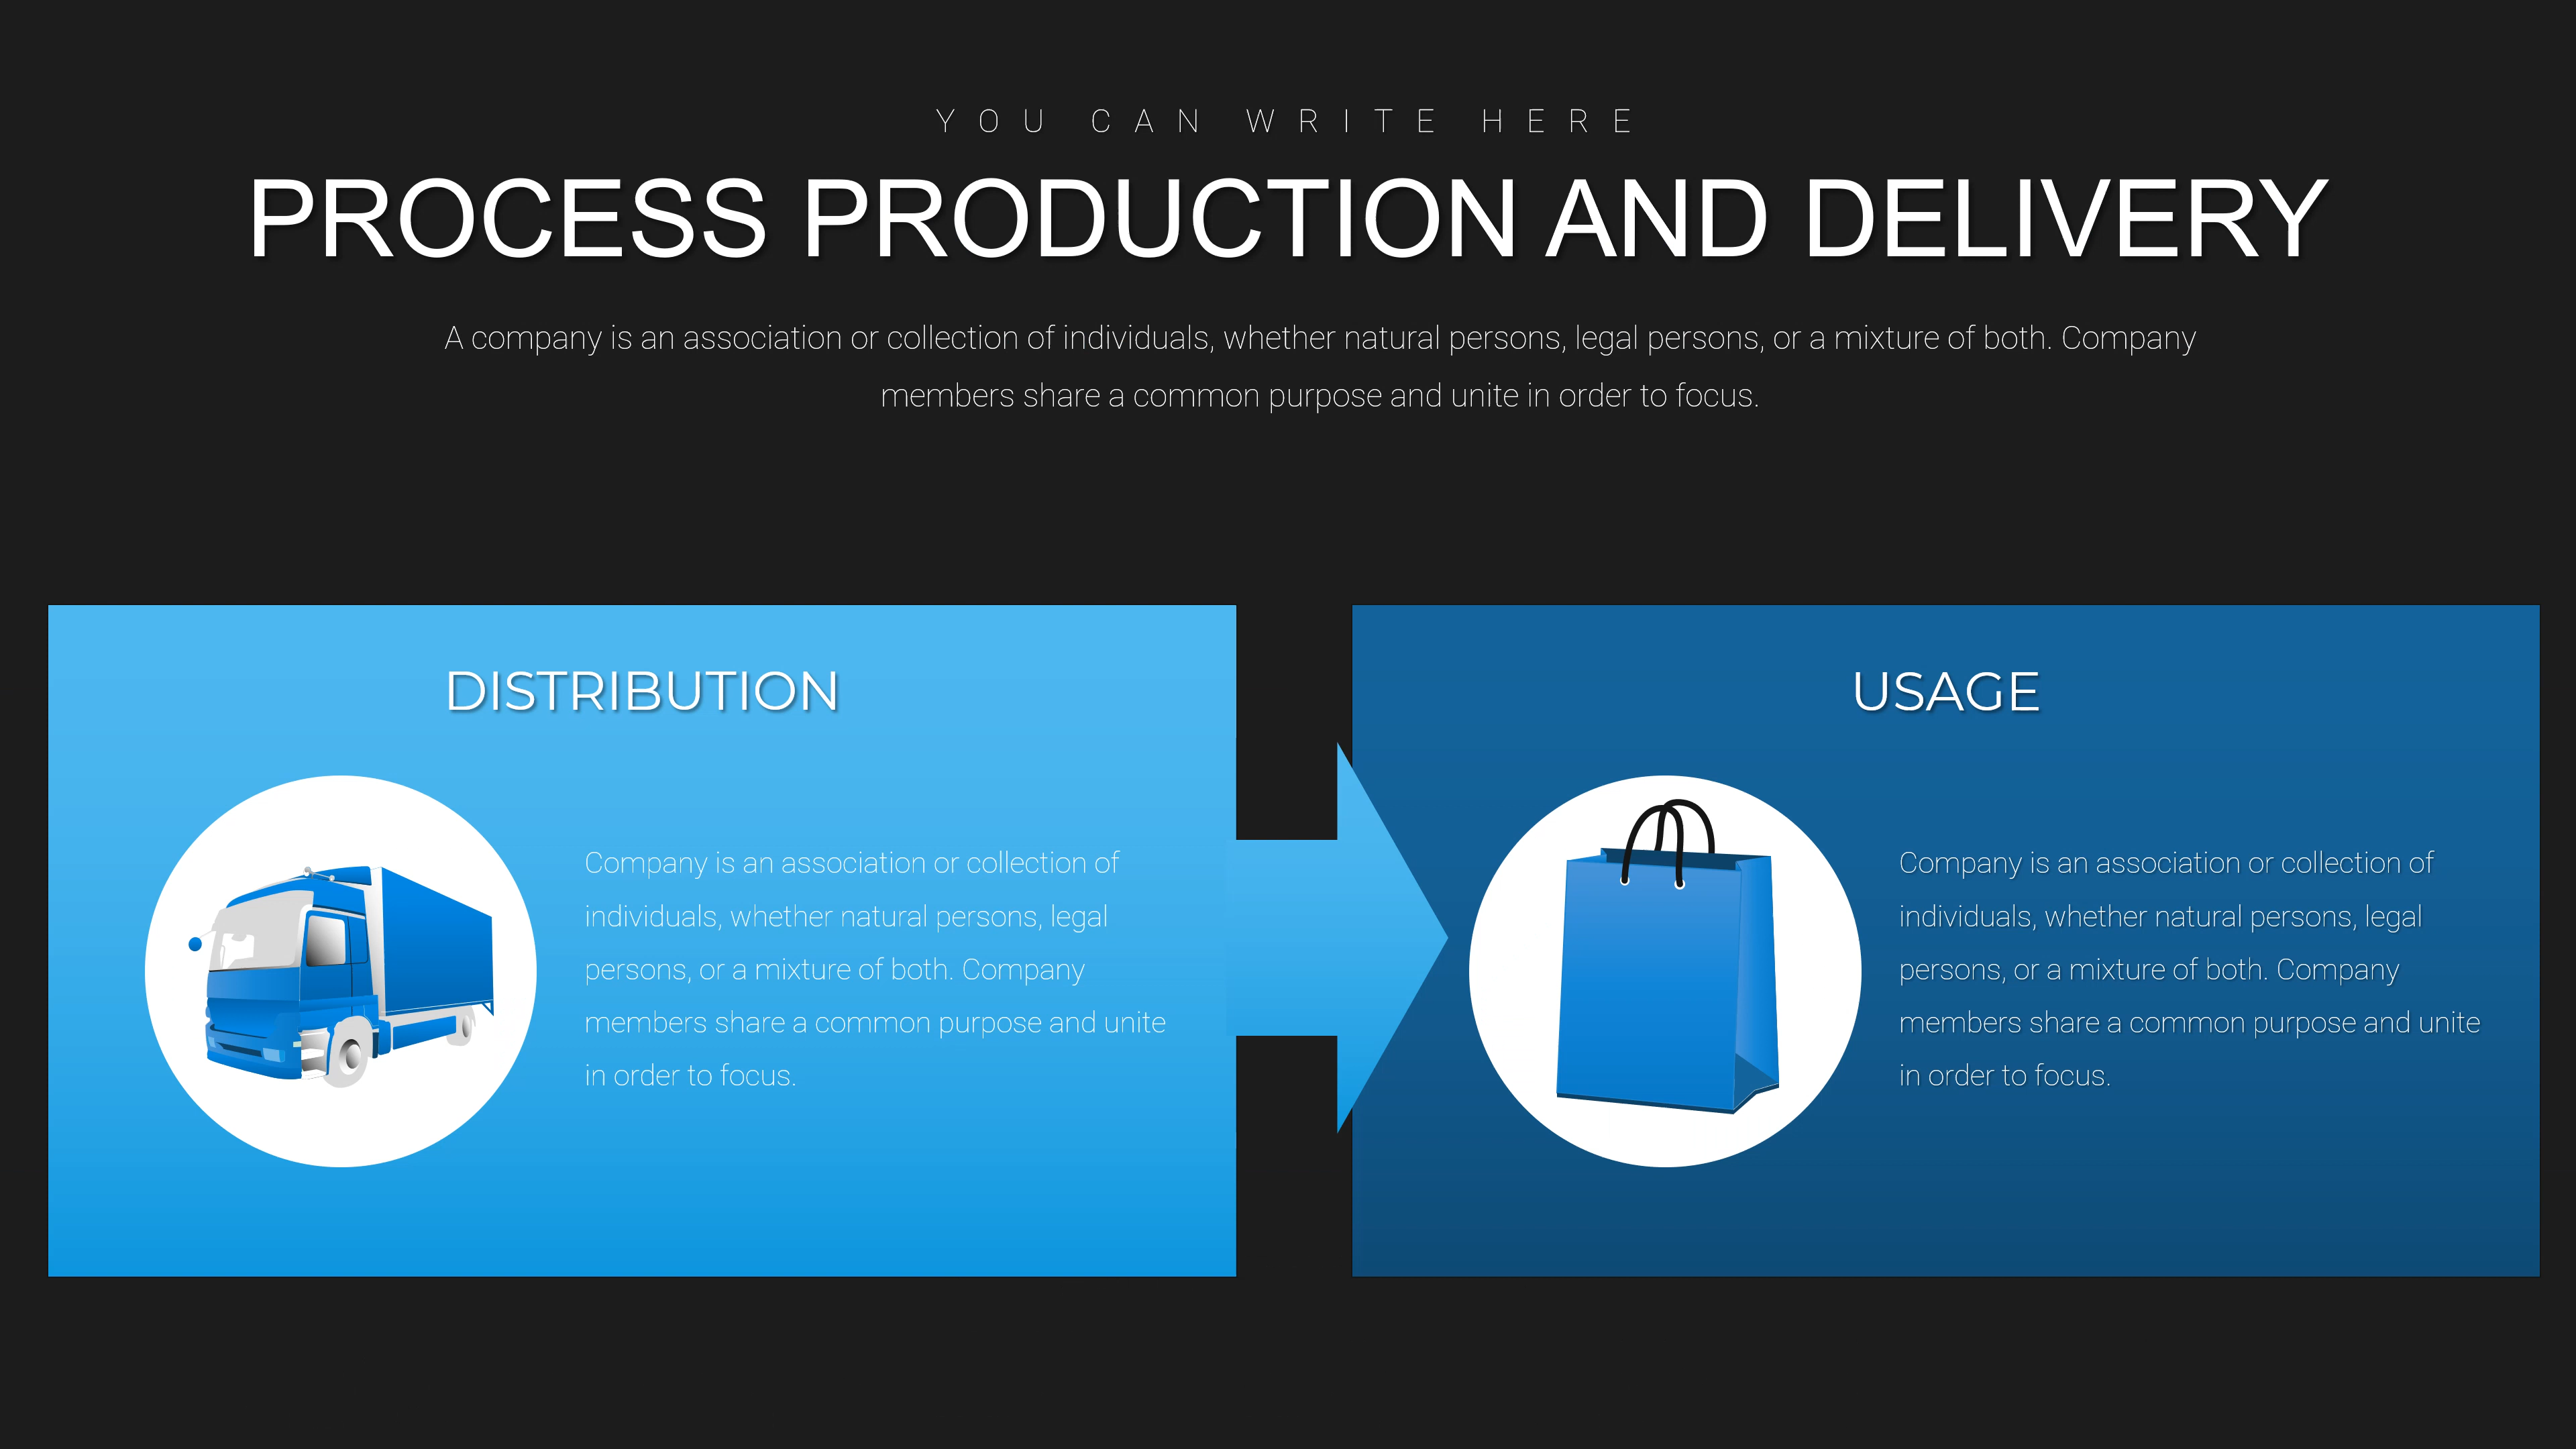 YOU CAN WRITE HERE
PROCESS PRODUCTION AND DELIVERY
A company is an association or collection of individuals, whether natural persons, legal persons, or a mixture of both. Company
members share a common purpose and unite in order to focus.
DISTRIBUTION
Company is an association or collection of
individuals, whether natural persons, legal
persons, or a mixture of both. Company
members share a common purpose and unite
in order to focus.
USAGE
Company is an association or collection of
individuals, whether natural persons, legal
persons, or a mixture of both. Company
members share a common purpose and unite
in order to focus.